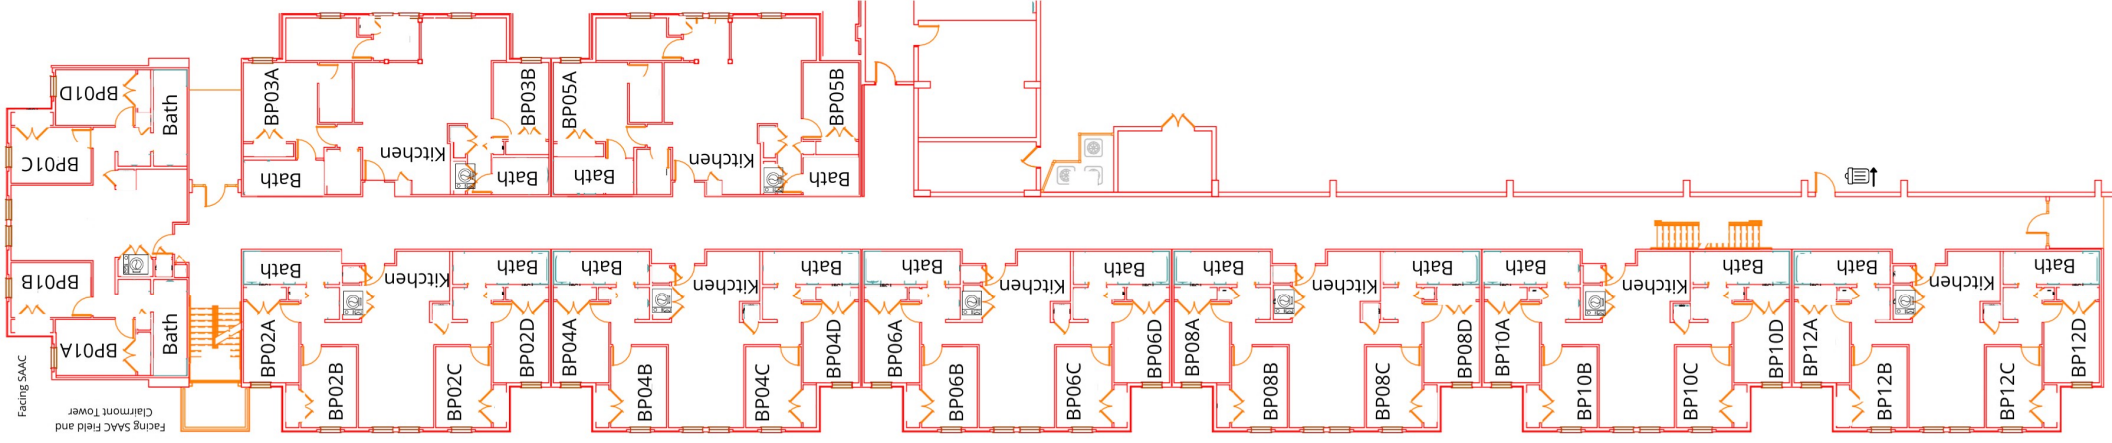 BP01D
Bath
BP01C
BP01B
BP01A
Bath
Facing SAAC
Facing SAAC Field and
Clairmont Tower
BP03A
Bath
Kitchen
BP03B
Bath
BP05A
Bath
Kitchen
BP05B
Bath
Bath
Kitchen
Bath
BP02A
BP02B
BP02C
BP02D
Bath
Kitchen
Bath
BP04A
BP04B
BP04C
BP04D
Bath
Kitchen
Bath
BP06A
BP06B
BP06C
BP06D
Bath
Kitchen
Bath
BP08A
BP08B
BP08C
BP08D
Bath
Kitchen
Bath
BP10A
BP10B
BP10C
BP10D
Bath
Kitchen
Bath
BP12A
BP12B
BP12C
BP12D